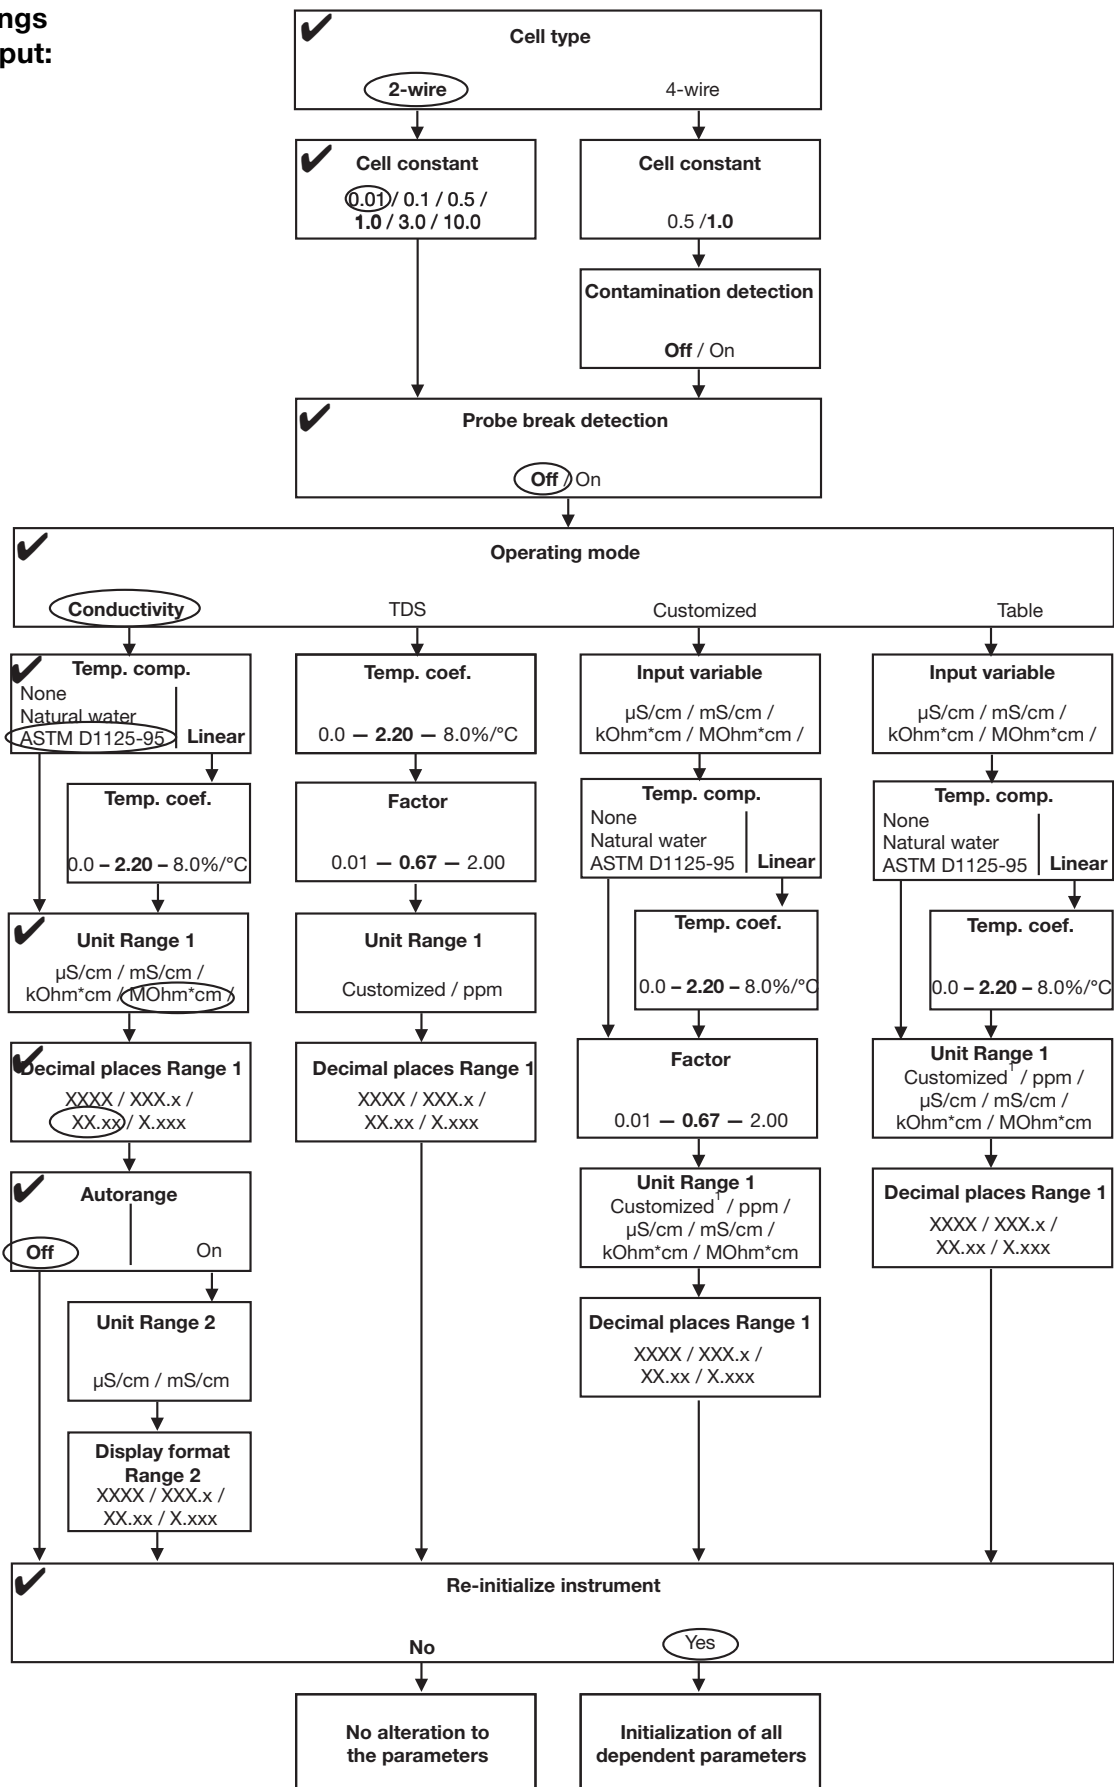 ngs
put:
Cell type
2-wire
4-wire
Cell constant
0.01 / 0.1 / 0.5 /
1.0 / 3.0 / 10.0
Cell constant
0.5 /1.0
Contamination detection
Off / On
Probe break detection
Off / On
Operating mode
Conductivity
TDS
Customized
Table
Temp. comp.
None
Natural water
ASTM D1125-95
Linear
Temp. coef.
0.0 – 2.20 – 8.0%/°C
Unit Range 1
µS/cm / mS/cm /
kOhm*cm / MOhm*cm /
Decimal places Range 1
XXXX / XXX.x /
XX.xx / X.xxx
Autorange
Off
On
Unit Range 2
µS/cm / mS/cm
Display format
Range 2
XXXX / XXX.x /
XX.xx / X.xxx
Temp. coef.
0.0 — 2.20 — 8.0%/°C
Factor
0.01 — 0.67 — 2.00
Unit Range 1
Customized / ppm
Decimal places Range 1
XXXX / XXX.x /
XX.xx / X.xxx
Input variable
µS/cm / mS/cm /
kOhm*cm / MOhm*cm /
Temp. comp.
None
Natural water
ASTM D1125-95
Linear
Temp. coef.
0.0 – 2.20 – 8.0%/°C
Factor
0.01 — 0.67 — 2.00
Unit Range 1
Customized¹ / ppm /
µS/cm / mS/cm /
kOhm*cm / MOhm*cm
Decimal places Range 1
XXXX / XXX.x /
XX.xx / X.xxx
Input variable
µS/cm / mS/cm /
kOhm*cm / MOhm*cm /
Temp. comp.
None
Natural water
ASTM D1125-95
Linear
Temp. coef.
0.0 – 2.20 – 8.0%/°C
Unit Range 1
Customized¹ / ppm /
µS/cm / mS/cm /
kOhm*cm / MOhm*cm
Decimal places Range 1
XXXX / XXX.x /
XX.xx / X.xxx
Re-initialize instrument
No
Yes
No alteration to
the parameters
Initialization of all
dependent parameters